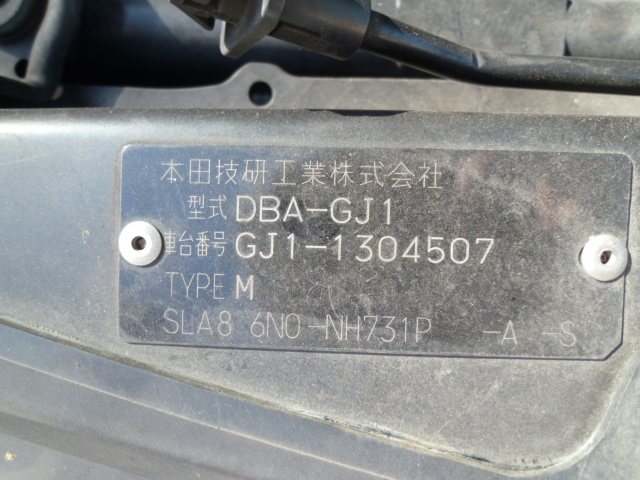 本田技研工業株式会社
型式 DBA-GJ1
車台番号 GJ1-1304507
TYPE M
SLA8 6N0-NH731P -A -S